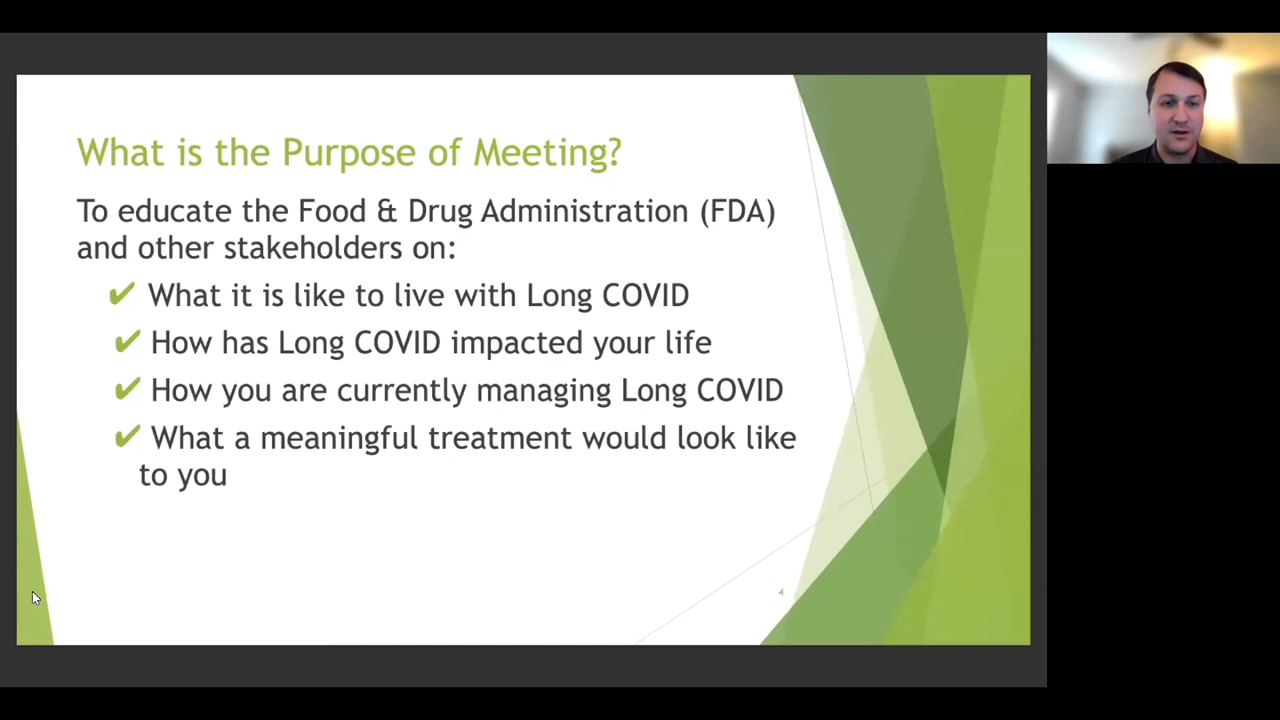 What is the Purpose of Meeting?
To educate the Food & Drug Administration (FDA)
and other stakeholders on:
✔ What it is like to live with Long COVID
✔ How has Long COVID impacted your life
✔ How you are currently managing Long COVID
✔ What a meaningful treatment would look like
to you
4